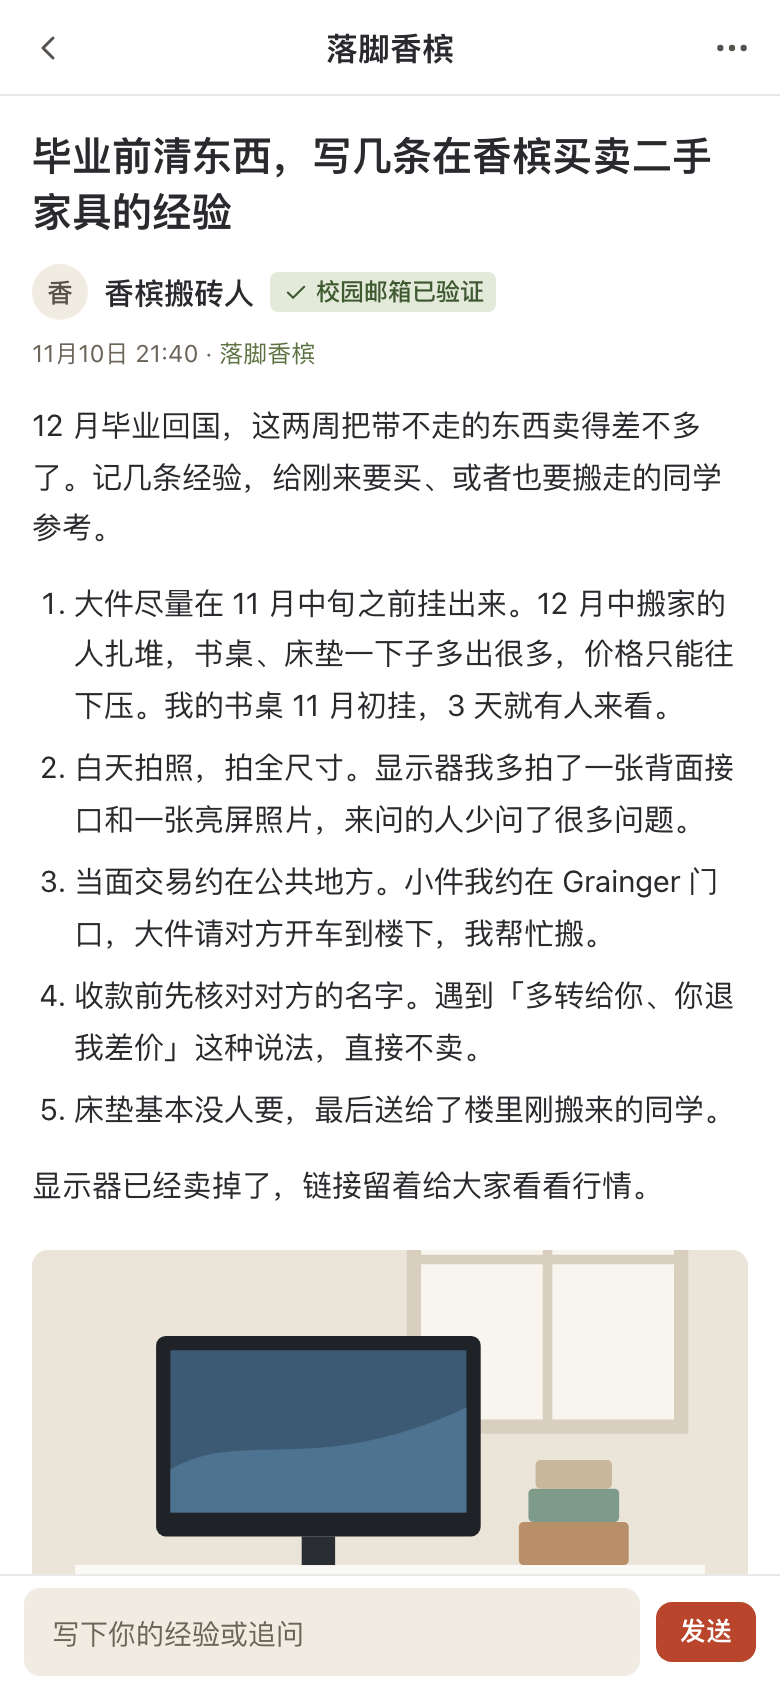 落脚香槟
毕业前清东西，写几条在香槟买卖二手
家具的经验
香
香槟搬砖人
校园邮箱已验证
11月10日 21:40 · 落脚香槟
12 月毕业回国，这两周把带不走的东西卖得差不多
了。记几条经验，给刚来要买、或者也要搬走的同学
参考。
1. 大件尽量在 11 月中旬之前挂出来。12 月中搬家的
人扎堆，书桌、床垫一下子多出很多，价格只能往
下压。我的书桌 11 月初挂，3 天就有人来看。
2. 白天拍照，拍全尺寸。显示器我多拍了一张背面接
口和一张亮屏照片，来问的人少问了很多问题。
3. 当面交易约在公共地方。小件我约在 Grainger 门
口，大件请对方开车到楼下，我帮忙搬。
4. 收款前先核对对方的名字。遇到「多转给你、你退
我差价」这种说法，直接不卖。
5. 床垫基本没人要，最后送给了楼里刚搬来的同学。
显示器已经卖掉了，链接留着给大家看看行情。
写下你的经验或追问
发送